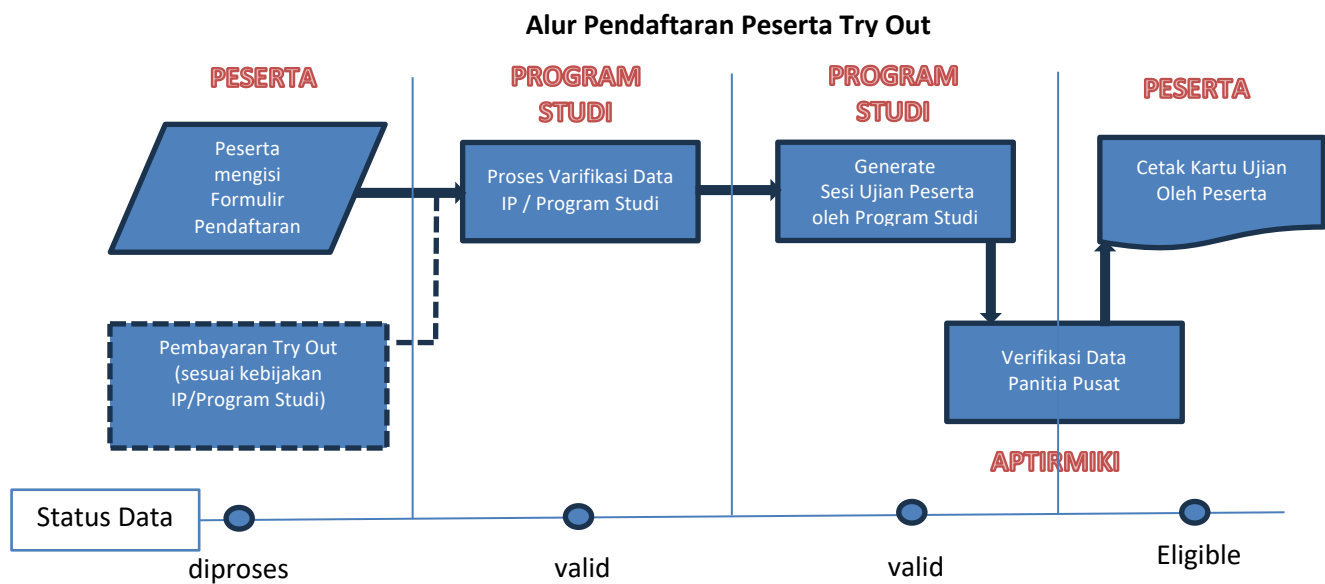 Alur Pendaftaran Peserta Try Out
PESERTA
PROGRAM
STUDI
PROGRAM
STUDI
PESERTA
Peserta
mengisi
Formulir
Pendaftaran
Proses Varifikasi Data
IP / Program Studi
Generate
Sesi Ujian Peserta
oleh Program Studi
Cetak Kartu Ujian
Oleh Peserta
Pembayaran Try Out
(sesuai kebijakan
IP/Program Studi)
Verifikasi Data
Panitia Pusat
APTIRMIKI
Status Data
diproses
valid
valid
Eligible